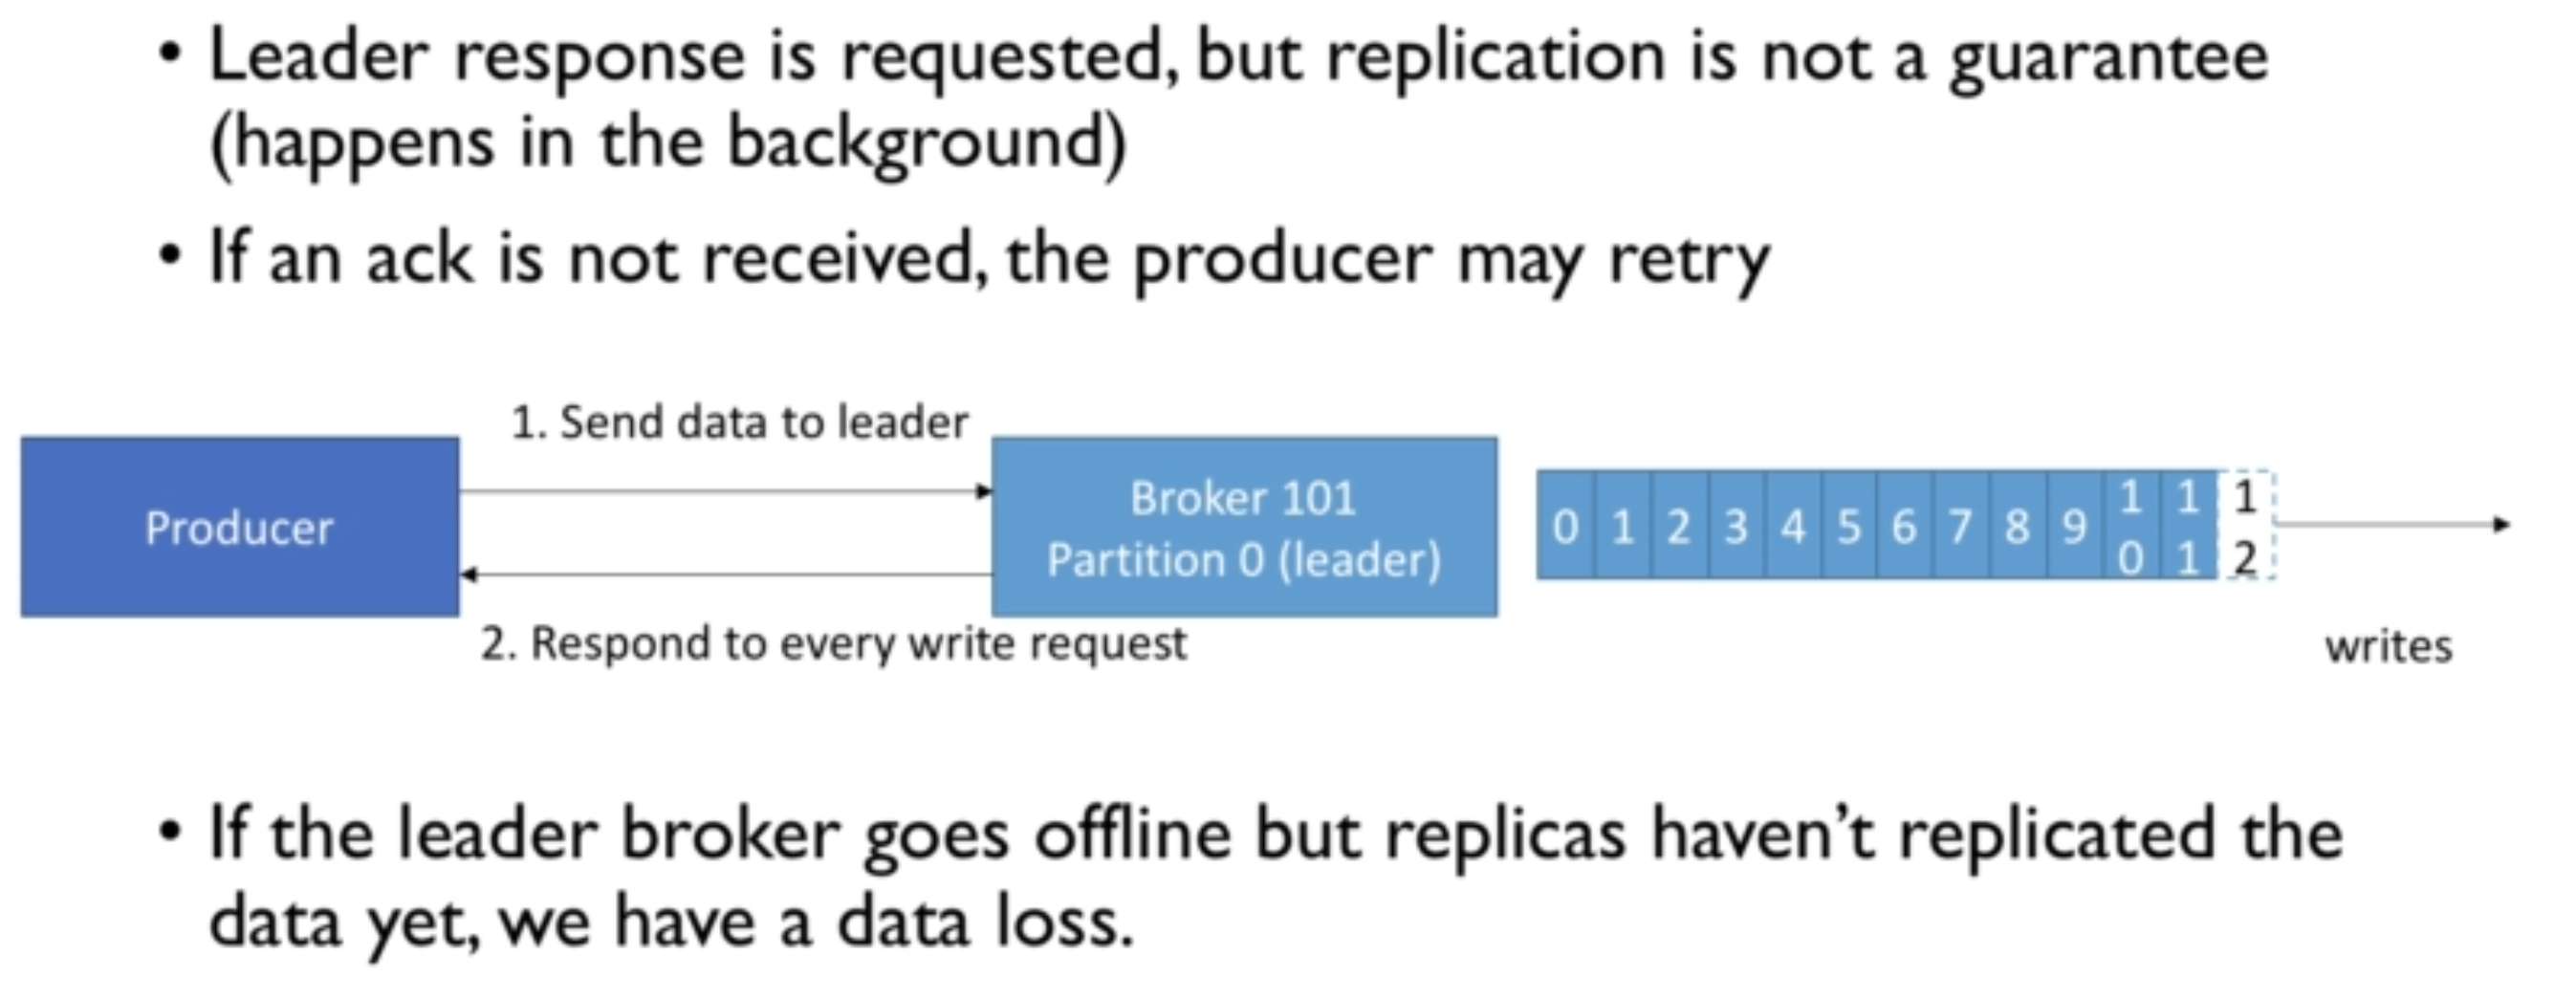 • Leader response is requested, but replication is not a guarantee
(happens in the background)
• If an ack is not received, the producer may retry
1. Send data to leader
Producer
Broker 101
Partition 0 (leader)
0 1 2 3 4 5 6 7 8 9 10 11 12
2. Respond to every write request
writes
• If the leader broker goes offline but replicas haven’t replicated the
data yet, we have a data loss.